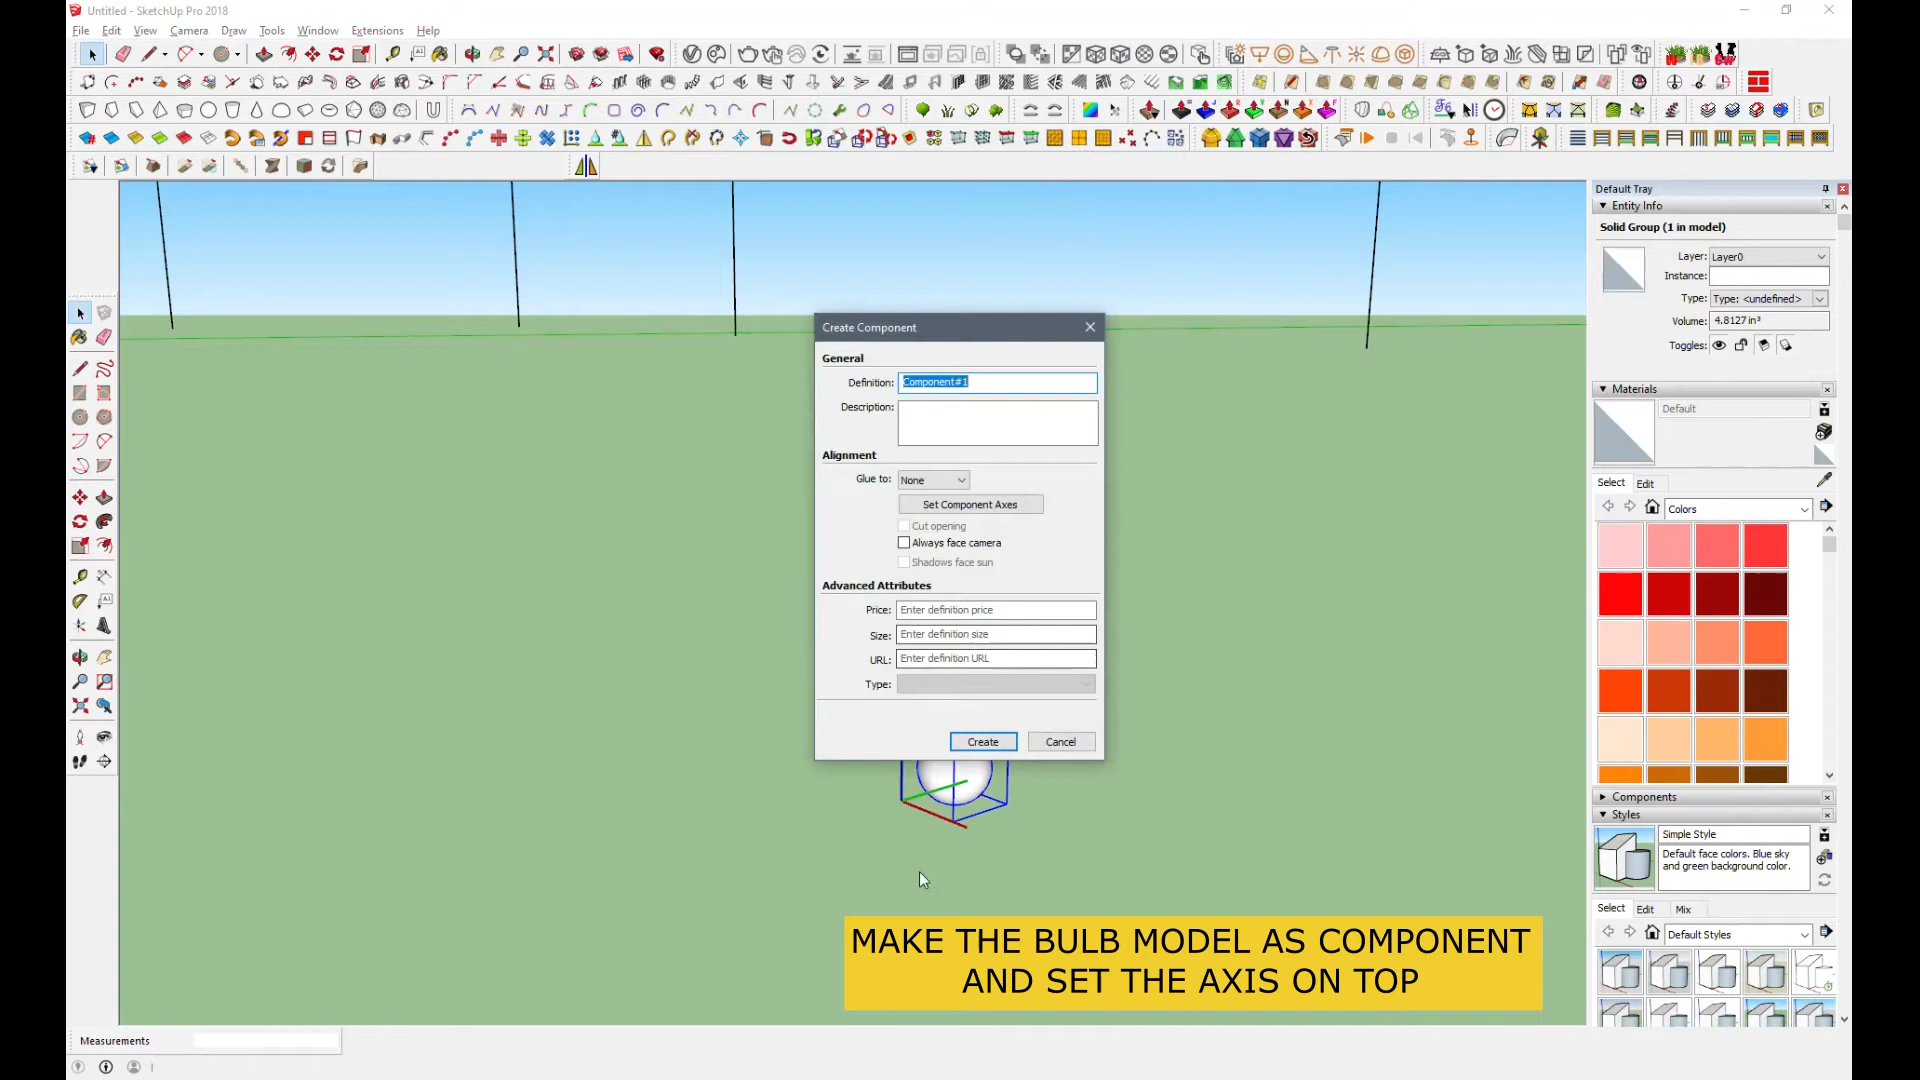 Untitled - SketchUp Pro 2018
File Edit View Camera Draw Tools Window Extensions Help
Default Tray
Entity Info
Solid Group (1 in model)
Layer: Layer0
Instance:
Type: Type: <undefined>
Volume: 4.8127 in³
Toggles:
Create Component
General
Definition: Component#1
Description:
Alignment
Glue to: None
Set Component Axes
Cut opening
Always face camera
Shadows face sun
Advanced Attributes
Price: Enter definition price
Size: Enter definition size
URL: Enter definition URL
Type:
Create Cancel
Materials
Default
Select Edit
Colors
Components
Styles
Simple Style
Default face colors. Blue sky
and green background color.
Select Edit Mix
Default Styles
MAKE THE BULB MODEL AS COMPONENT
AND SET THE AXIS ON TOP
Measurements